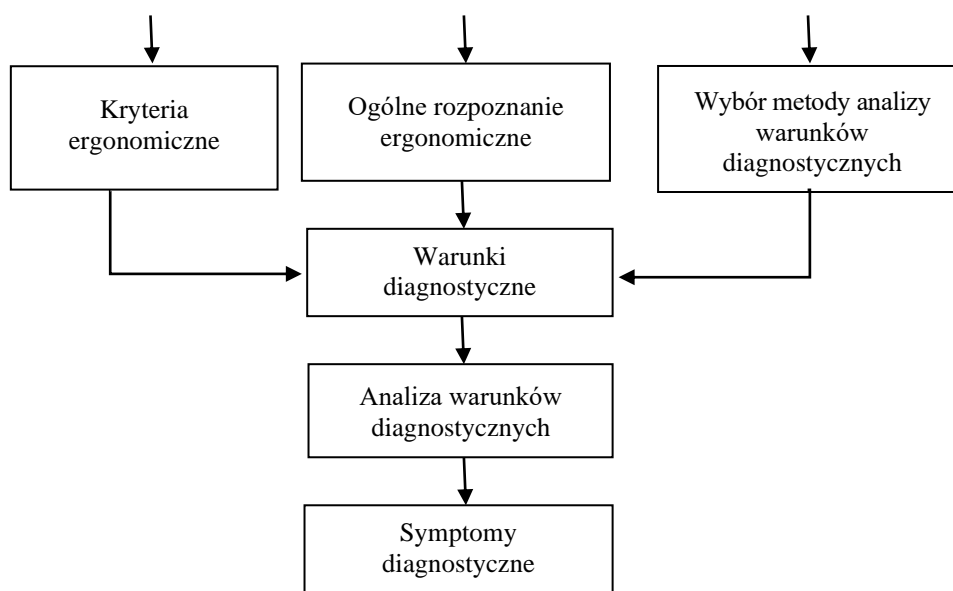 Kryteria
ergonomiczne
Ogólne rozpoznanie
ergonomiczne
Wybór metody analizy
warunków
diagnostycznych
Warunki
diagnostyczne
Analiza warunków
diagnostycznych
Symptomy
diagnostyczne